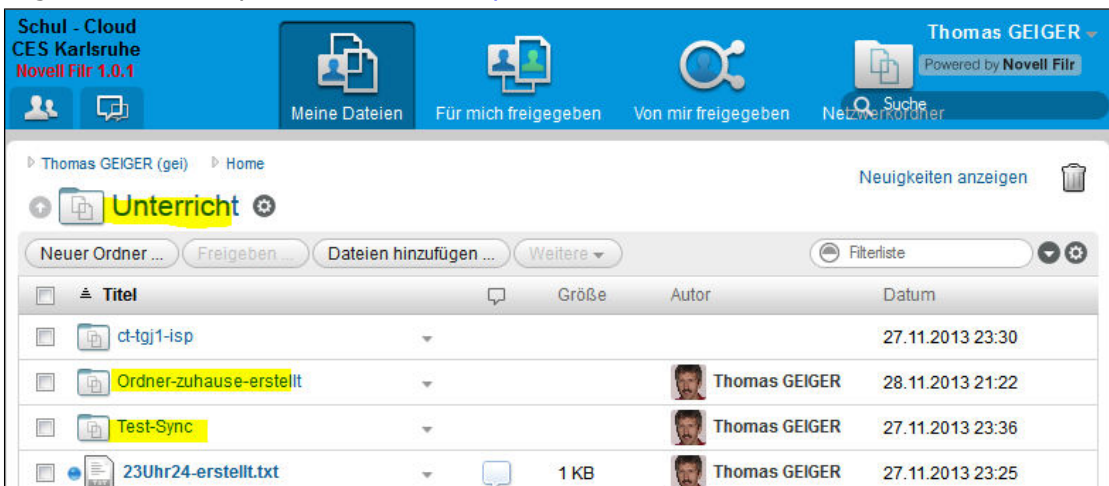 Schul - Cloud
CES Karlsruhe
Novell Filr 1.0.1
Thomas GEIGER
Powered by Novell Filr
Meine Dateien
Für mich freigegeben
Von mir freigegeben
Netzwerkordner
Suche
Thomas GEIGER (gei) Home
Neuigkeiten anzeigen
Unterricht
Neuer Ordner ... Freigeben ... Dateien hinzufügen ... Weitere Filterliste
Titel Größe Autor Datum
ct-tgj1-isp 27.11.2013 23:30
Ordner-zuhause-erstellt Thomas GEIGER 28.11.2013 21:22
Test-Sync Thomas GEIGER 27.11.2013 23:36
23Uhr24-erstellt.txt 1 KB Thomas GEIGER 27.11.2013 23:25